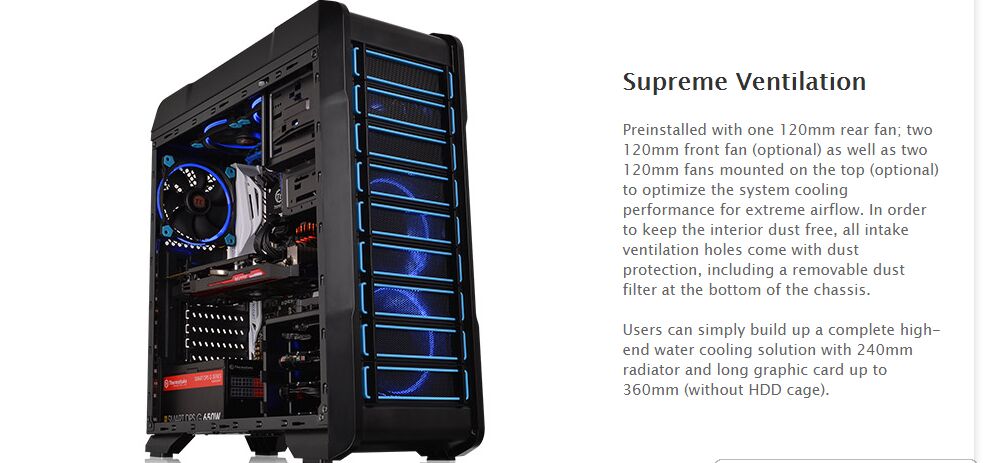 Supreme Ventilation
Preinstalled with one 120mm rear fan; two
120mm front fan (optional) as well as two
120mm fans mounted on the top (optional)
to optimize the system cooling
performance for extreme airflow. In order
to keep the interior dust free, all intake
ventilation holes come with dust
protection, including a removable dust
filter at the bottom of the chassis.
Users can simply build up a complete high-
end water cooling solution with 240mm
radiator and long graphic card up to
360mm (without HDD cage).
Thermaltake
SMART DPS G 650W